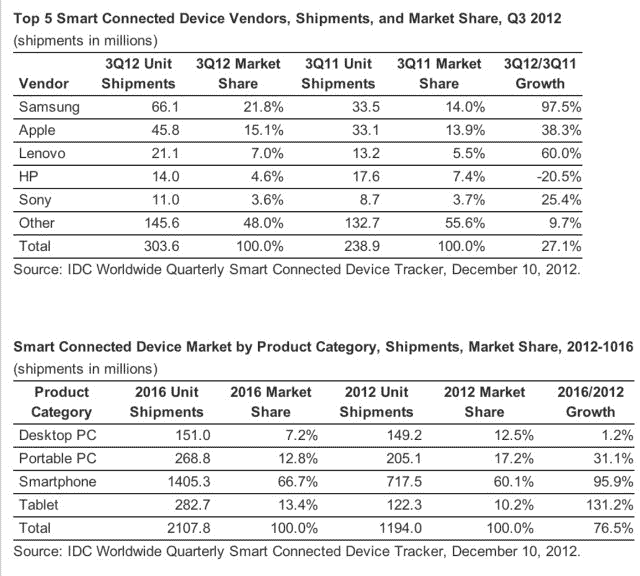 Top 5 Smart Connected Device Vendors, Shipments, and Market Share, Q3 2012
(shipments in millions)
3Q12 Unit 3Q12 Market 3Q11 Unit 3Q11 Market 3Q12/3Q11
Vendor Shipments Share Shipments Share Growth
Samsung 66.1 21.8% 33.5 14.0% 97.5%
Apple 45.8 15.1% 33.1 13.9% 38.3%
Lenovo 21.1 7.0% 13.2 5.5% 60.0%
HP 14.0 4.6% 17.6 7.4% -20.5%
Sony 11.0 3.6% 8.7 3.7% 25.4%
Other 145.6 48.0% 132.7 55.6% 9.7%
Total 303.6 100.0% 238.9 100.0% 27.1%
Source: IDC Worldwide Quarterly Smart Connected Device Tracker, December 10, 2012.
Smart Connected Device Market by Product Category, Shipments, Market Share, 2012-1016
(shipments in millions)
Product 2016 Unit 2016 Market 2012 Unit 2012 Market 2016/2012
Category Shipments Share Shipments Share Growth
Desktop PC 151.0 7.2% 149.2 12.5% 1.2%
Portable PC 268.8 12.8% 205.1 17.2% 31.1%
Smartphone 1405.3 66.7% 717.5 60.1% 95.9%
Tablet 282.7 13.4% 122.3 10.2% 131.2%
Total 2107.8 100.0% 1194.0 100.0% 76.5%
Source: IDC Worldwide Quarterly Smart Connected Device Tracker, December 10, 2012.